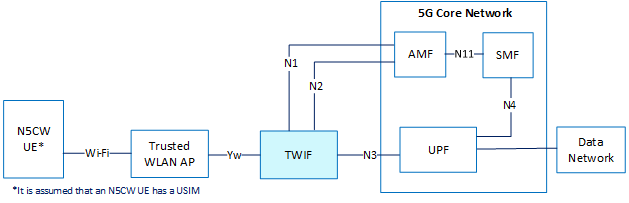 5G Core Network
N1
AMF
N11
SMF
N2
N4
N5CW
UE*
Wi-Fi
Trusted
WLAN AP
Yw
TWIF
N3
UPF
Data
Network
*It is assumed that an N5CW UE has a USIM